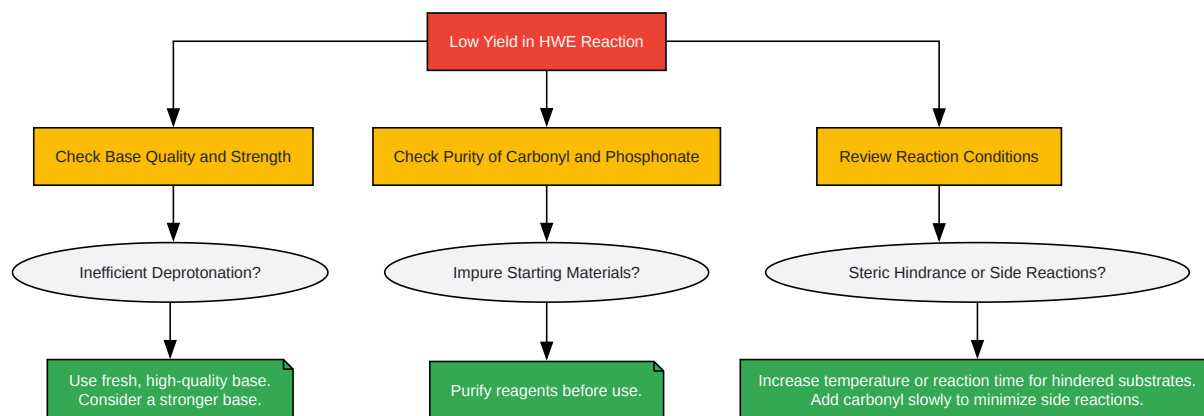 Low Yield in HWE Reaction
Check Base Quality and Strength
Check Purity of Carbonyl and Phosphonate
Review Reaction Conditions
Inefficient Deprotonation?
Impure Starting Materials?
Steric Hindrance or Side Reactions?
Use fresh, high-quality base.
Consider a stronger base.
Purify reagents before use.
Increase temperature or reaction time for hindered substrates.
Add carbonyl slowly to minimize side reactions.